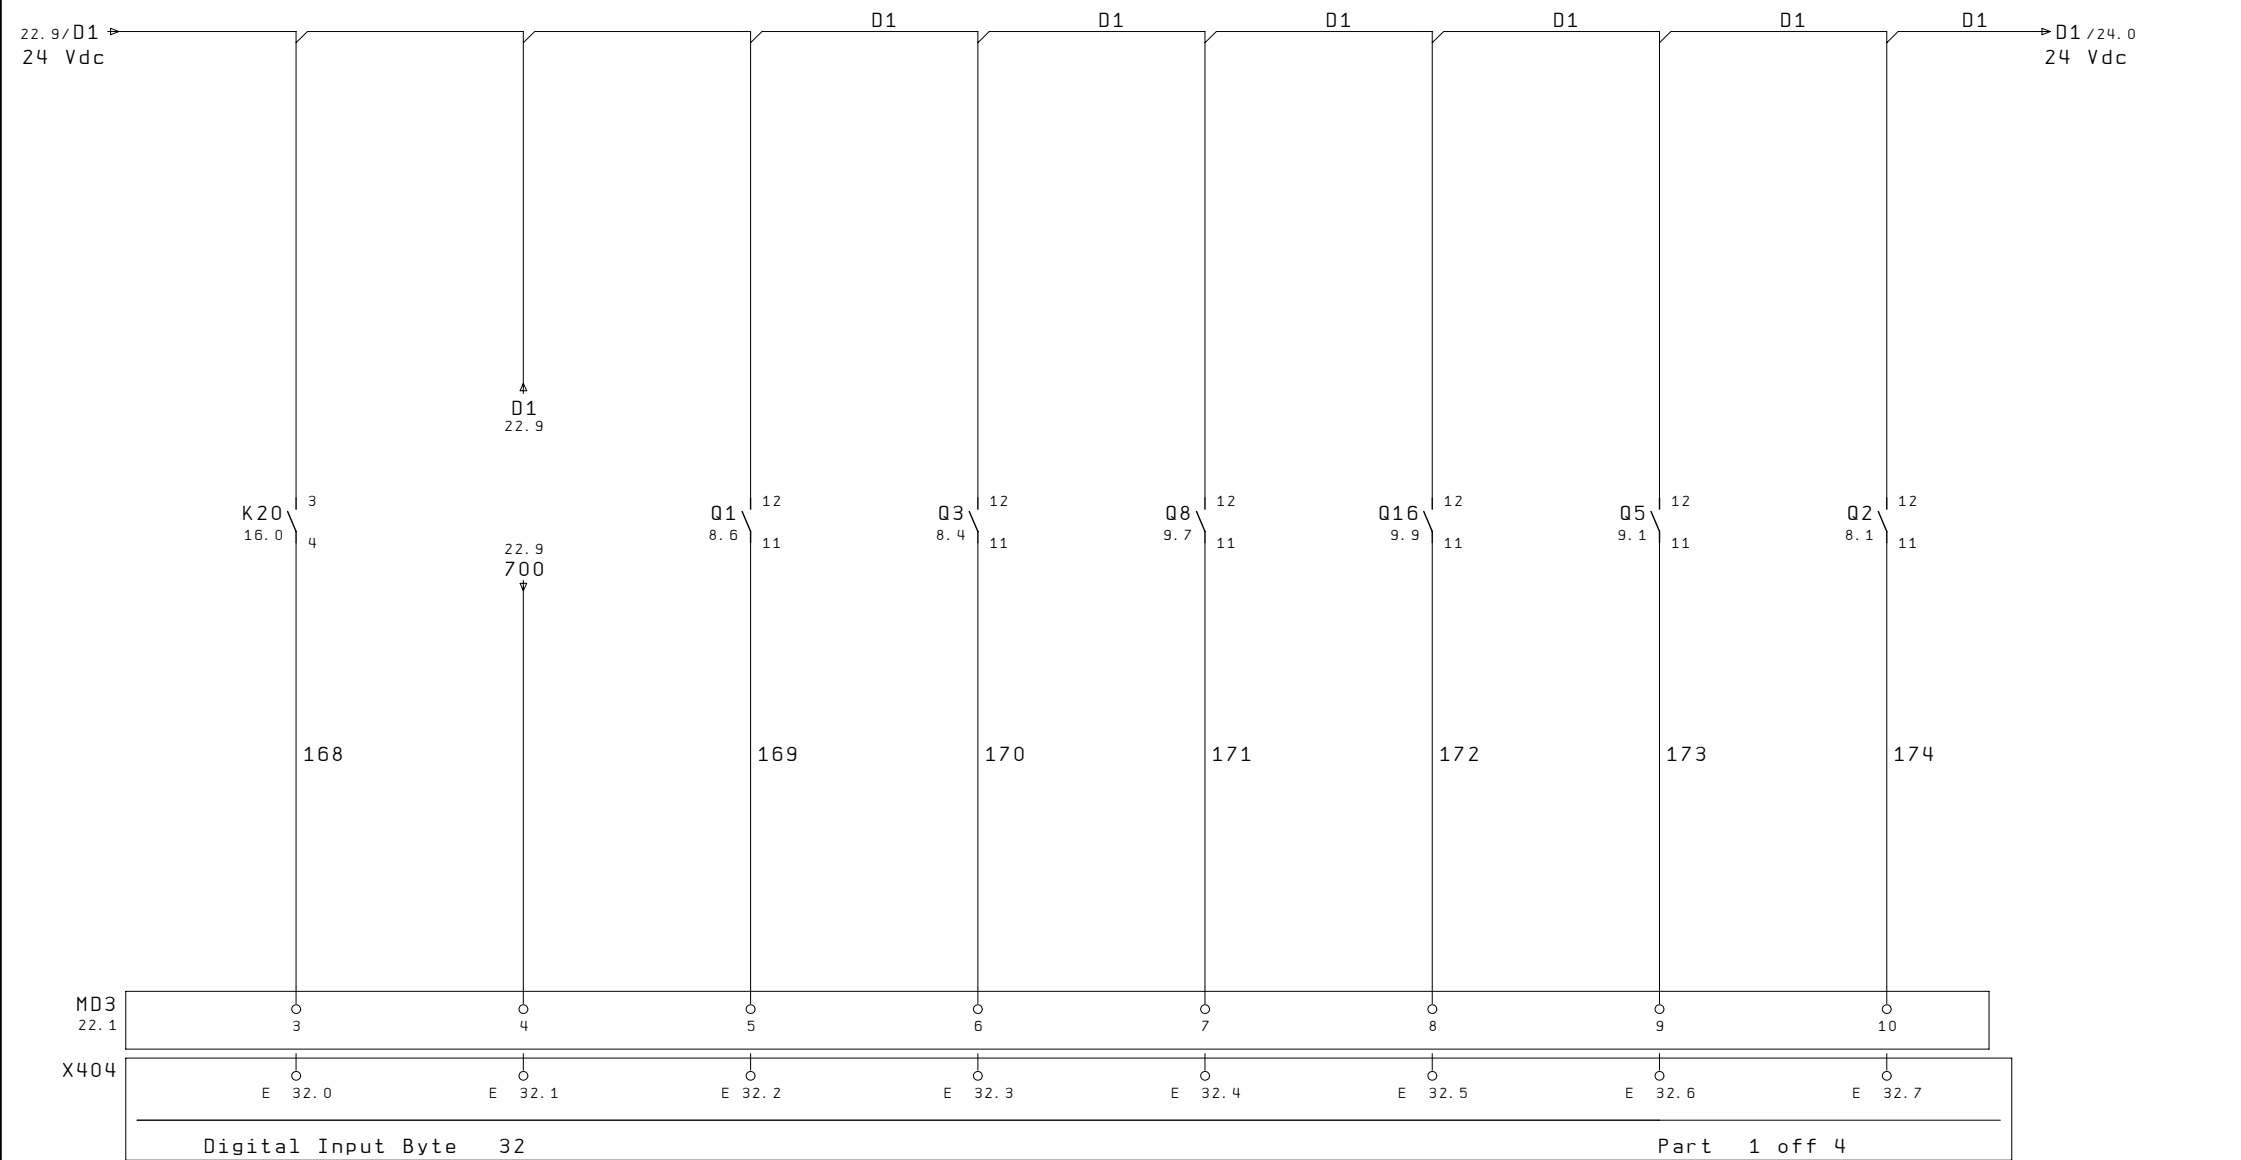 D1 D1 D1 D1 D1 D1
22.9/D1 D1 /24.0
24 Vdc 24 Vdc
D1
22.9
3 12 12 12 12 12 12
K20 Q1 Q3 Q8 Q16 Q5 Q2
16.0 8.6 8.4 9.7 9.9 9.1 8.1
4 11 11 11 11 11 11
22.9
700
168 169 170 171 172 173 174
MD3
22.1 3 4 5 6 7 8 9 10
X404
E 32.0 E 32.1 E 32.2 E 32.3 E 32.4 E 32.5 E 32.6 E 32.7
Digital Input Byte 32 Part 1 off 4